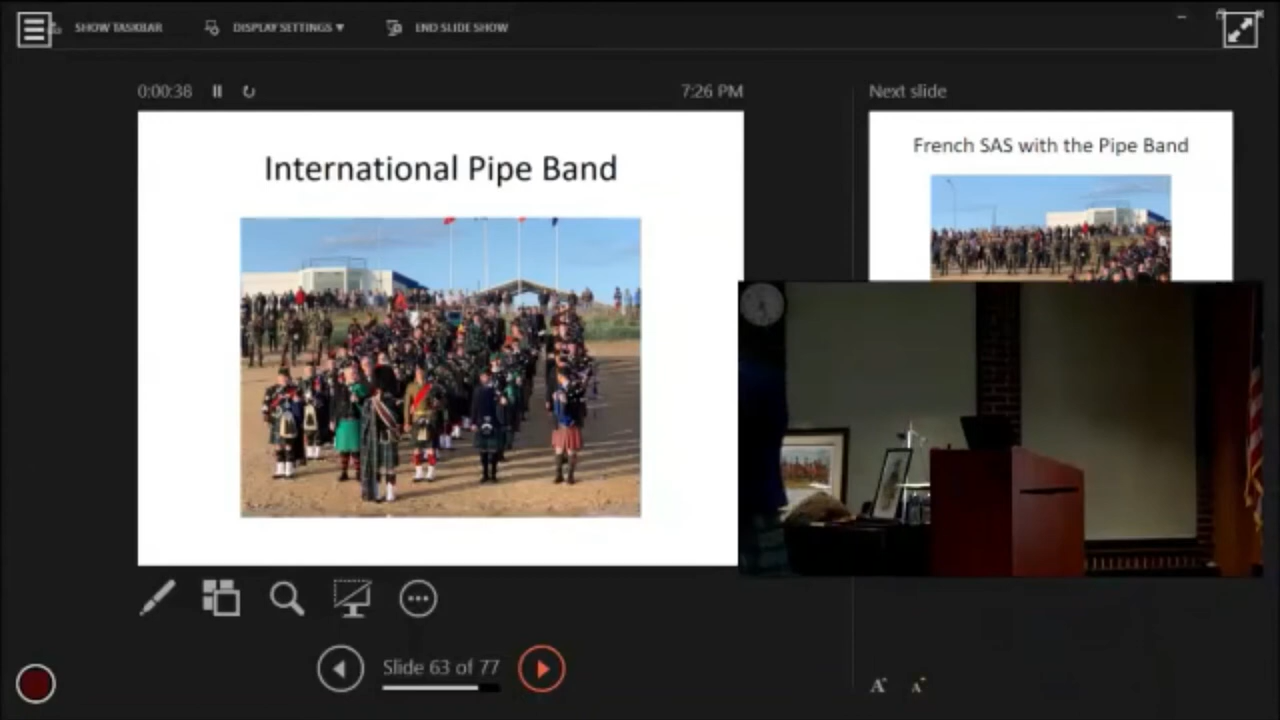 SHOW TASKBAR
DISPLAY SETTINGS ▼
END SLIDE SHOW
0:00:38
7:26 PM
Next slide
International Pipe Band
French SAS with the Pipe Band
Slide 63 of 77
A
A